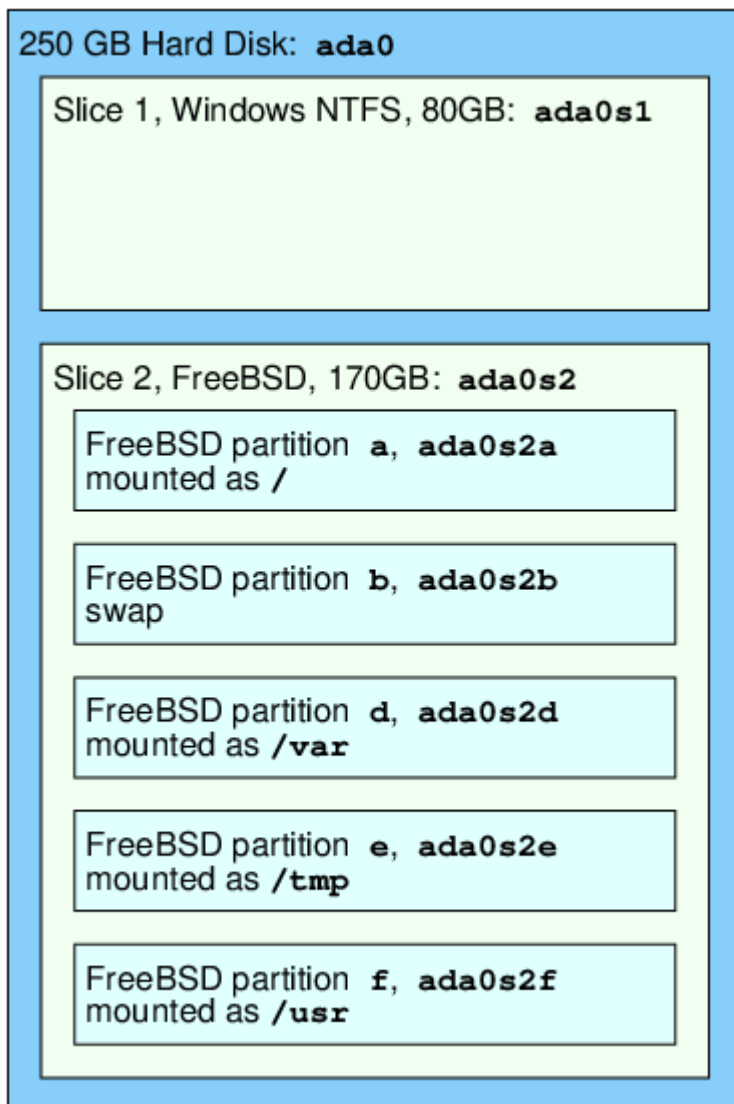 250 GB Hard Disk: ada0
Slice 1, Windows NTFS, 80GB: ada0s1
Slice 2, FreeBSD, 170GB: ada0s2
FreeBSD partition a, ada0s2a
mounted as /
FreeBSD partition b, ada0s2b
swap
FreeBSD partition d, ada0s2d
mounted as /var
FreeBSD partition e, ada0s2e
mounted as /tmp
FreeBSD partition f, ada0s2f
mounted as /usr